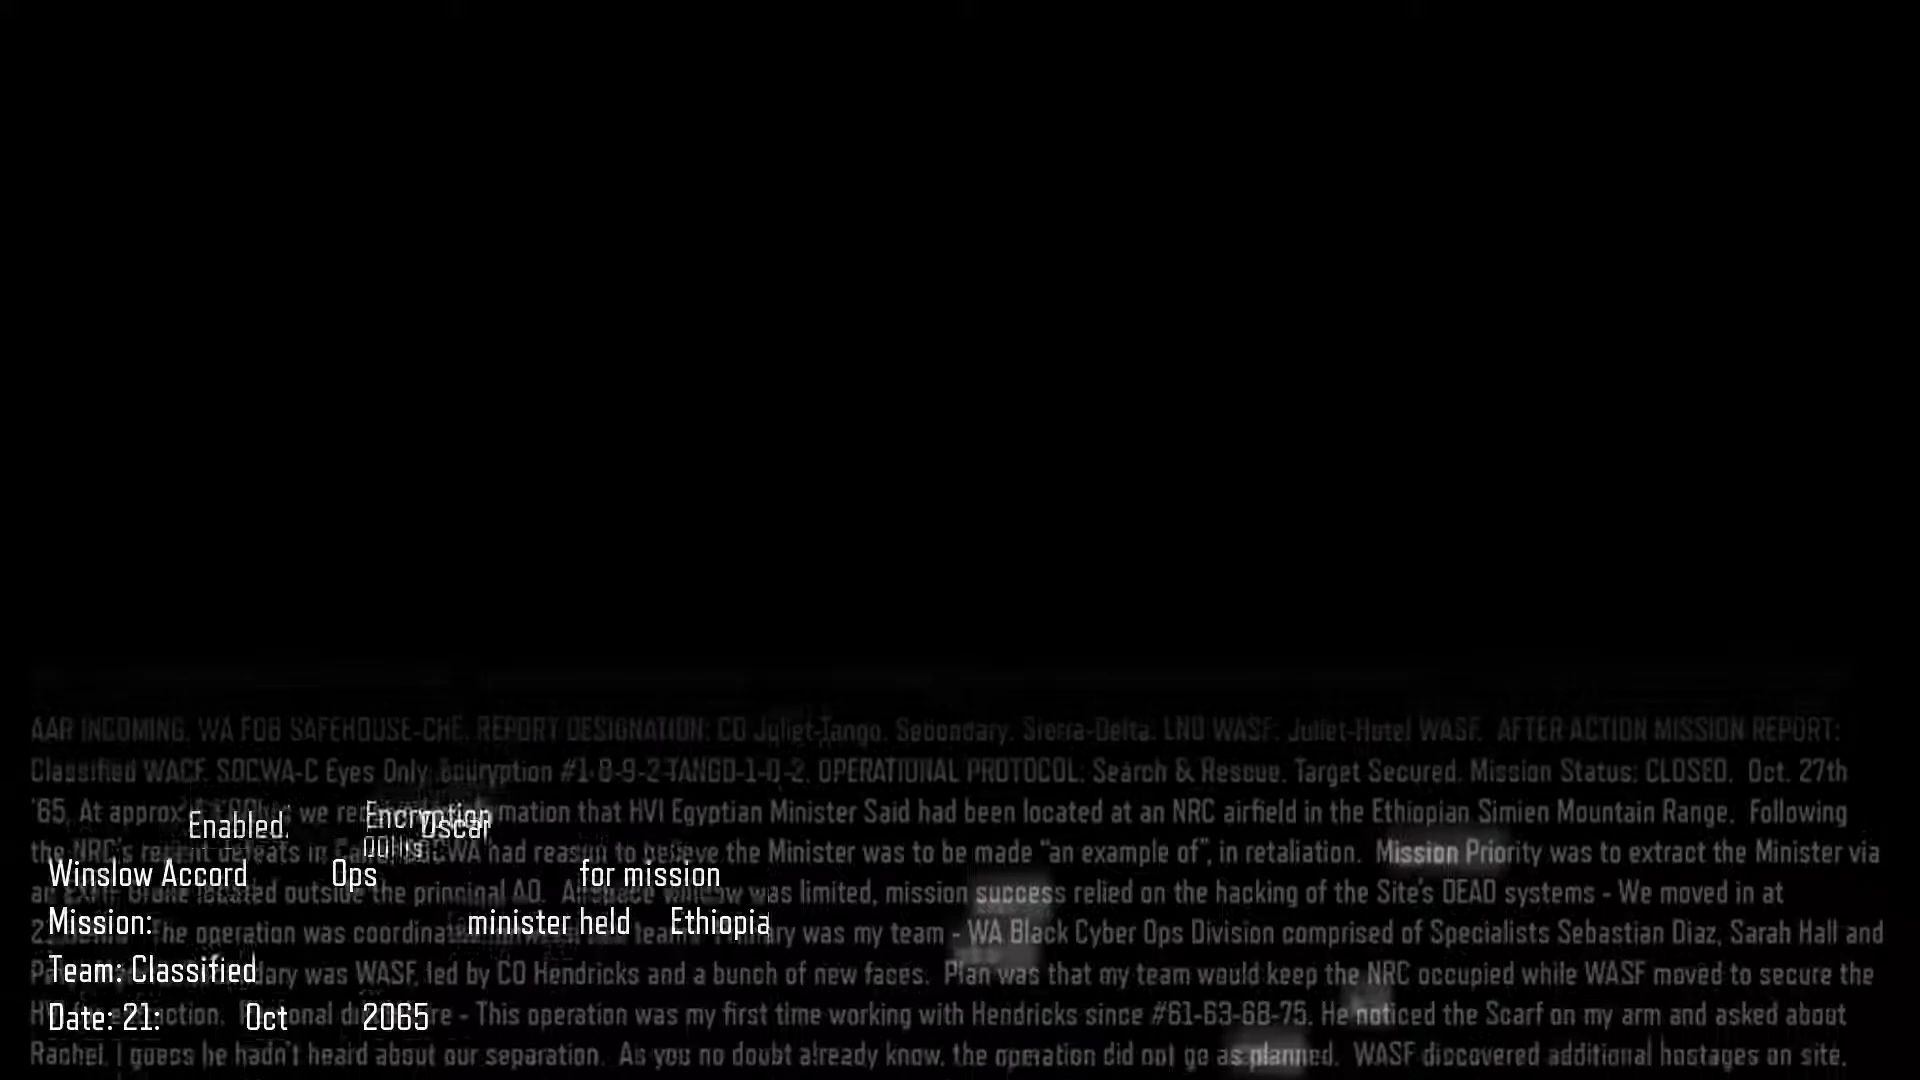 AAR INCOMING. WA FOB SAFEHOUSE-CHE. REPORT DESIGNATION: CO Juliet-Tango. Secondary. Sierra-Delta. LNO WASF: Juliet-Hotel WASF. AFTER ACTION MISSION REPORT:
Classified WACF. SOCWA-C Eyes Only. #1-8-9-2-TANGO-1-0-2. OPERATIONAL PROTOCOL: Search & Rescue. Target Secured. Mission Status: CLOSED. Oct. 27th
'65, At approx we that HVI Egyptian Minister Said had been located at an NRC airfield in the Ethiopian Simien Mountain Range. Following
Enabled. Encryption Oscar
the NRC's recent defeats in had reason to believe the Minister was to be made "an example of", in retaliation. Mission Priority was to extract the Minister via
Winslow Accord Ops for mission
located outside the principal AO. was limited, mission success relied on the hacking of the Site's DEAD systems - We moved in at
Mission: minister held Ethiopia
The operation was was my team - WA Black Cyber Ops Division comprised of Specialists Sebastian Diaz, Sarah Hall and
Team: Classified
was WASF, led by CO Hendricks and a bunch of new faces. Plan was that my team would keep the NRC occupied while WASF moved to secure the
Date: 21: Oct 2065
- This operation was my first time working with Hendricks since #61-63-68-75. He noticed the Scarf on my arm and asked about
Rachel. I guess he hadn't heard about our separation. As you no doubt already know, the operation did not go as planned. WASF discovered additional hostages on site.